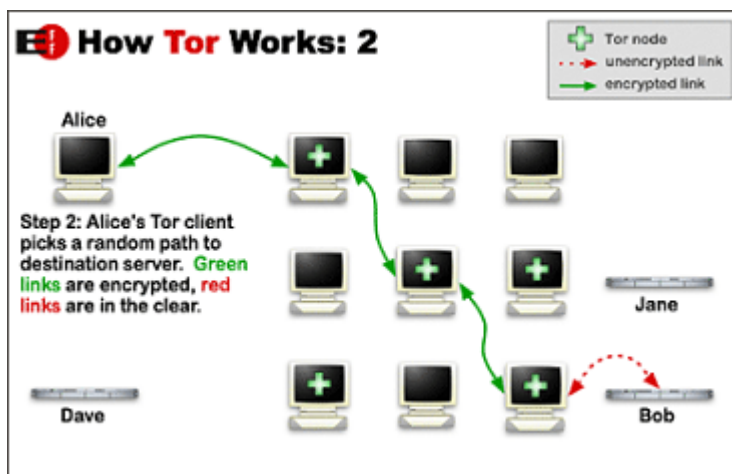 EFF How Tor Works: 2
Tor node
unencrypted link
encrypted link
Alice
Step 2: Alice's Tor client
picks a random path to
destination server. Green
links are encrypted, red
links are in the clear.
Jane
Dave
Bob